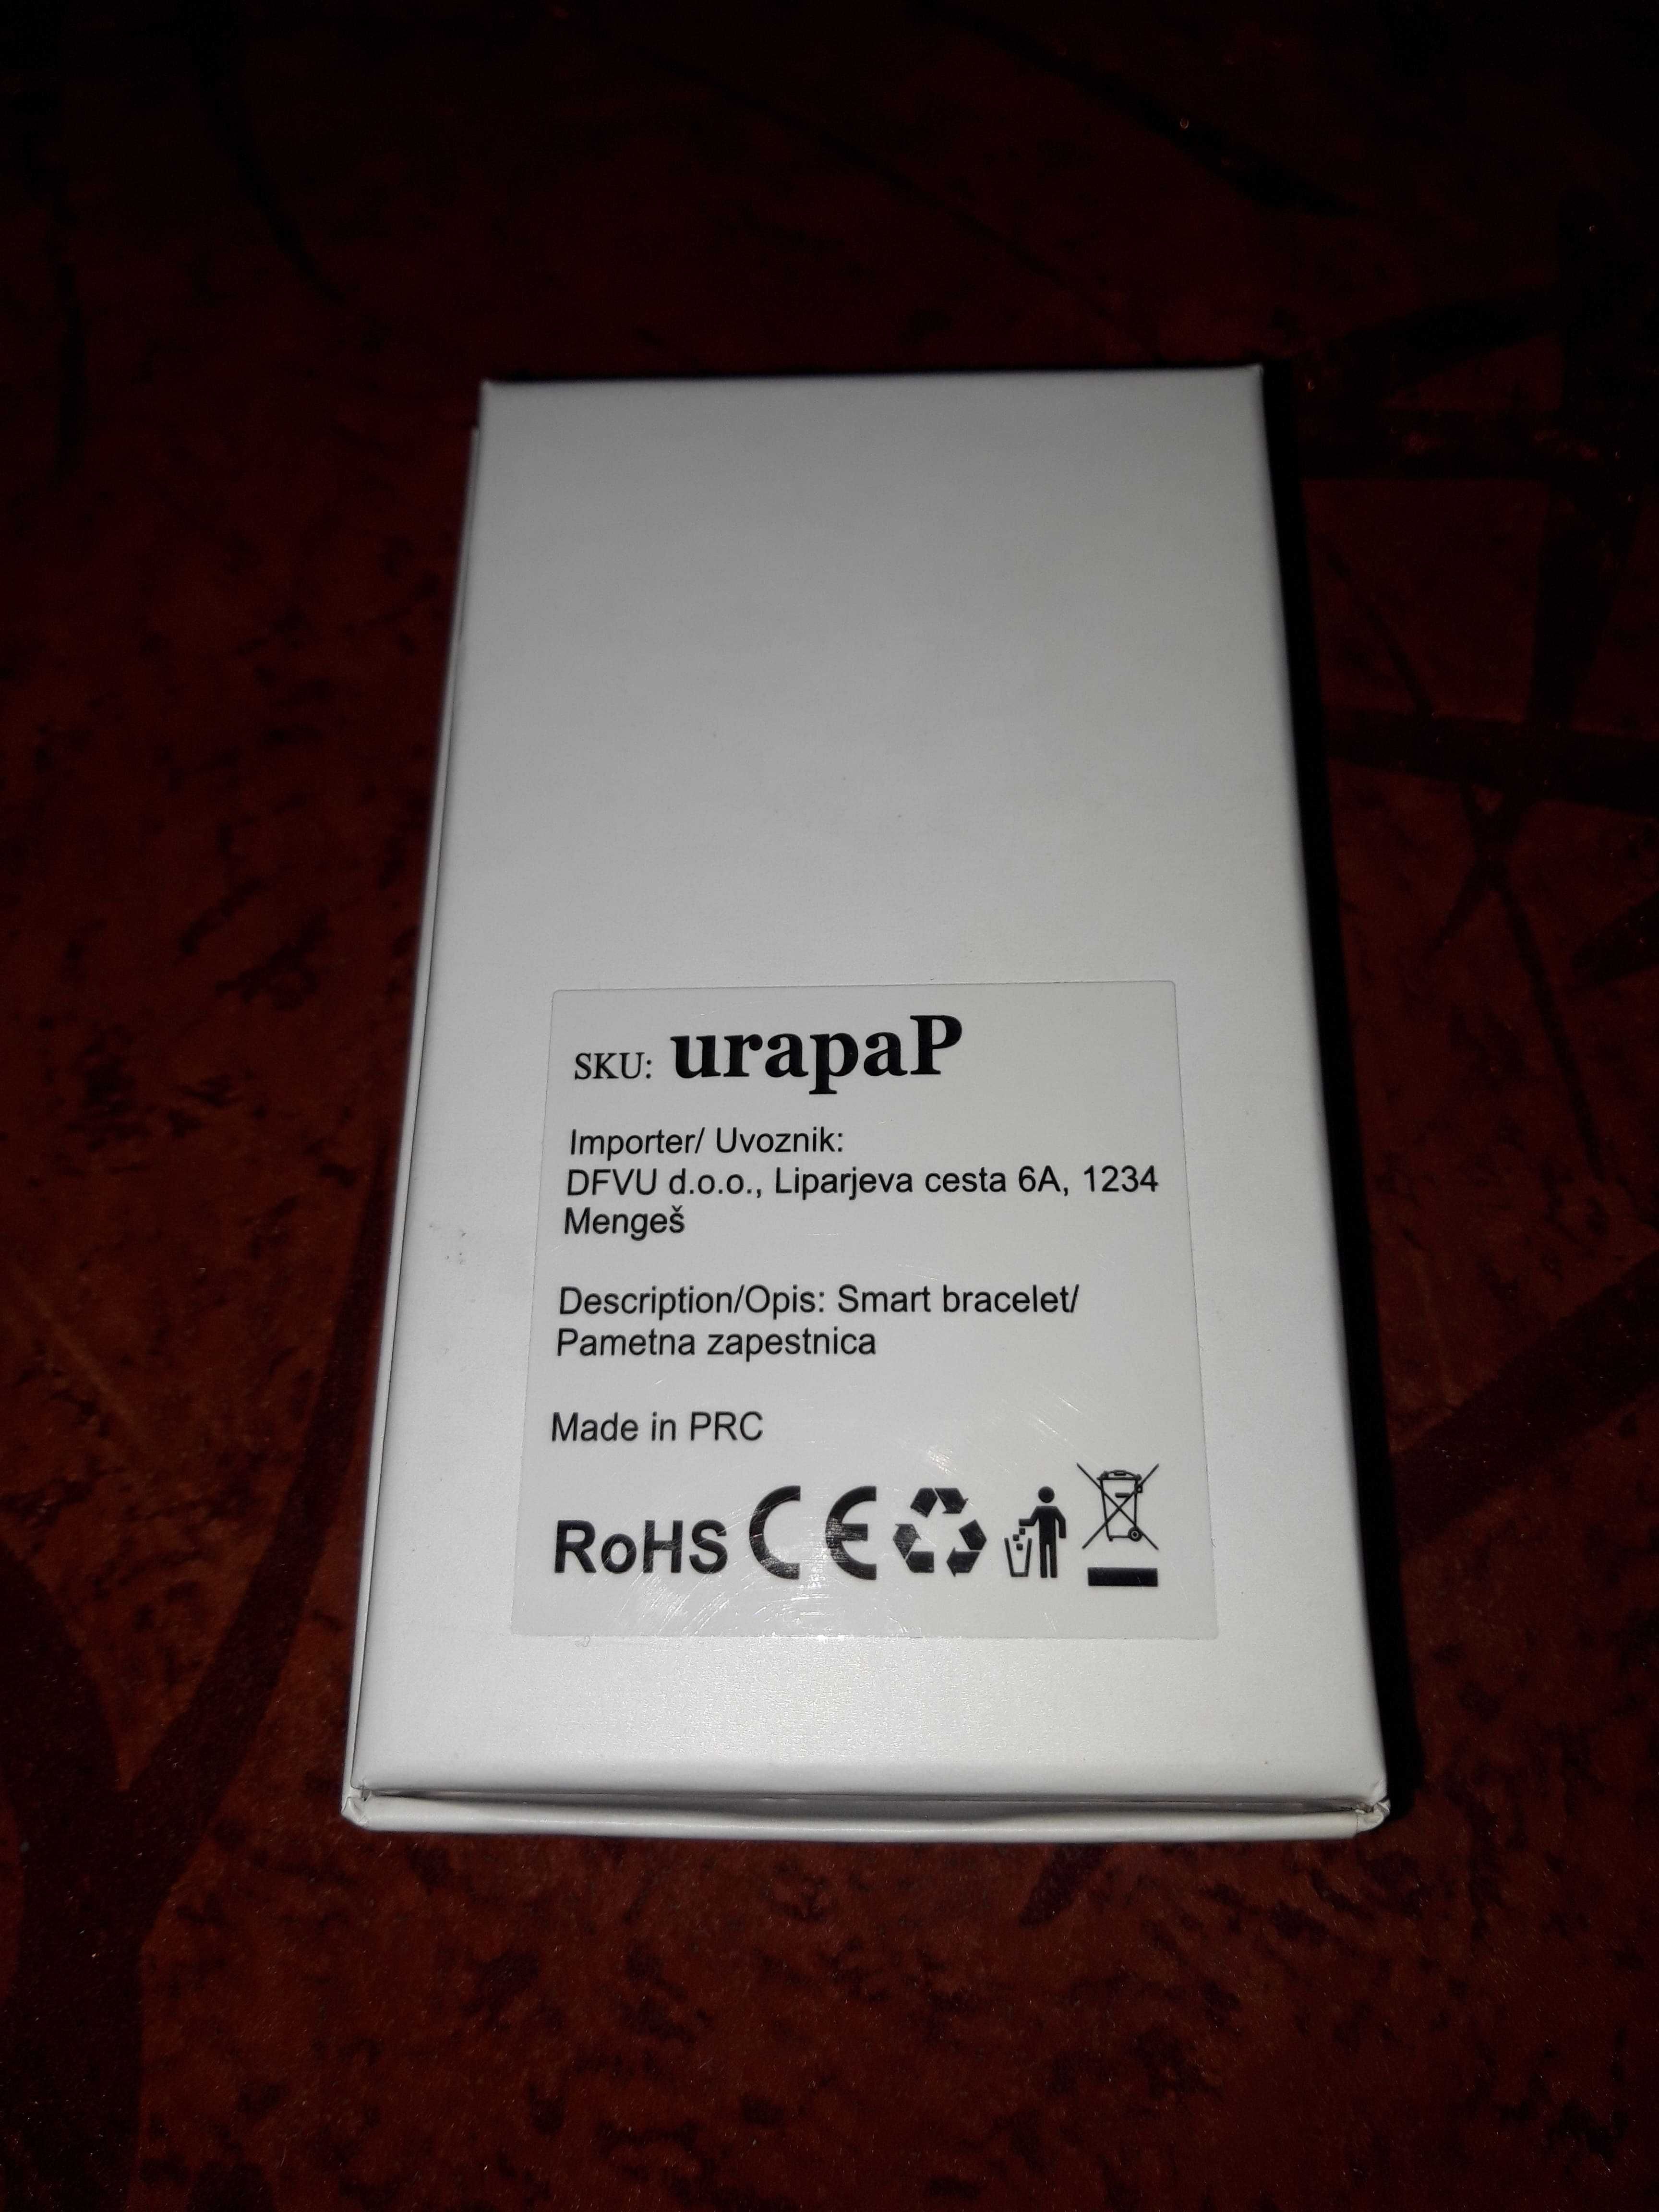 SKU: urapaP
Importer/ Uvoznik:
DFVU d.o.o., Liparjeva cesta 6A, 1234
Mengeš
Description/Opis: Smart bracelet/
Pametna zapestnica
Made in PRC
RoHS CE